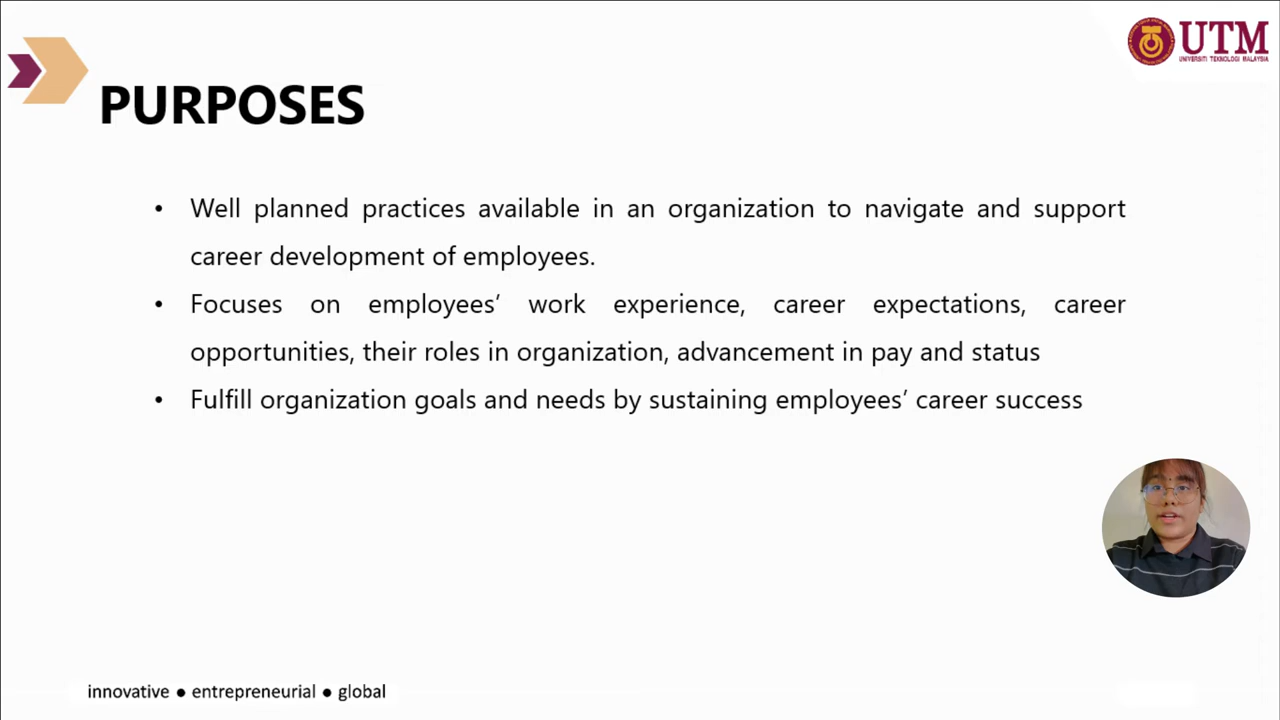 UTM
UNIVERSITI TEKNOLOGI MALAYSIA
PURPOSES
• Well planned practices available in an organization to navigate and support
career development of employees.
• Focuses on employees’ work experience, career expectations, career
opportunities, their roles in organization, advancement in pay and status
• Fulfill organization goals and needs by sustaining employees’ career success
innovative ● entrepreneurial ● global